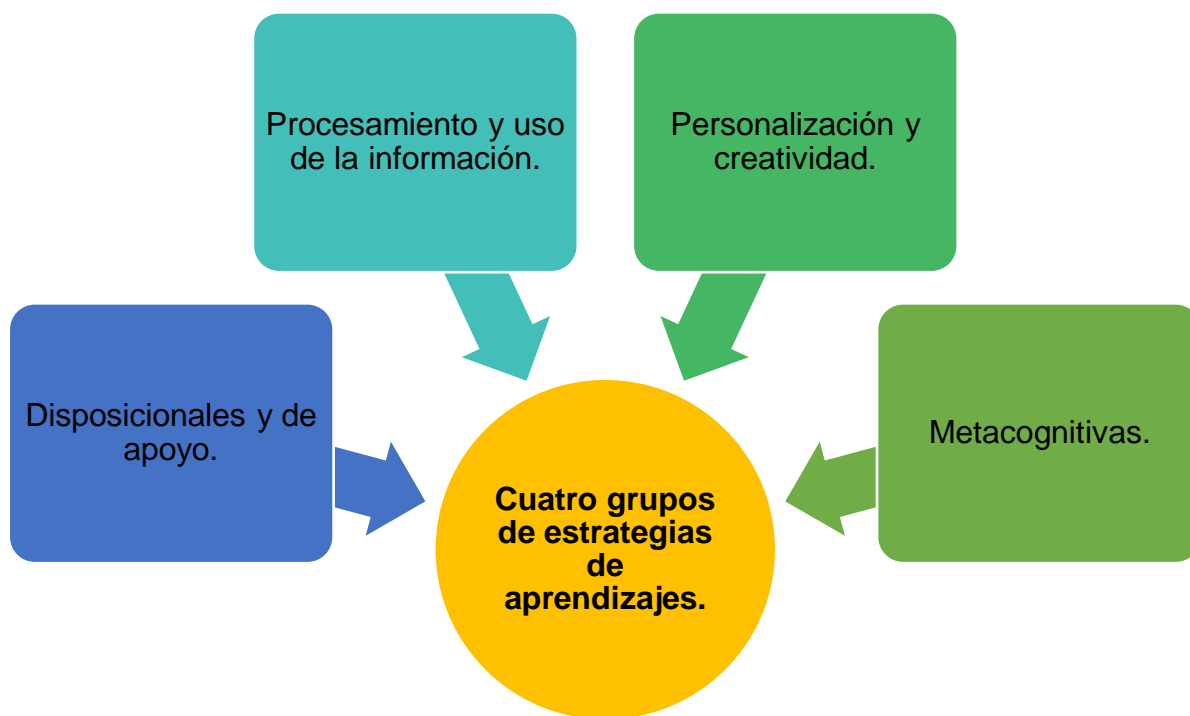 Procesamiento y uso
de la información.
Personalización y
creatividad.
Disposicionales y de
apoyo.
Metacognitivas.
Cuatro grupos
de estrategias
de
aprendizajes.